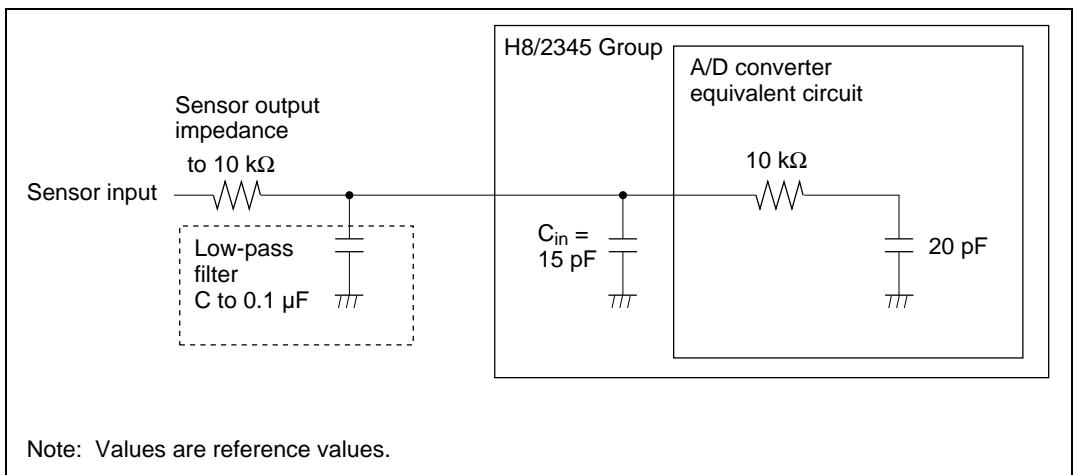 H8/2345 Group
A/D converter
equivalent circuit
Sensor output
impedance
to 10 kΩ
10 kΩ
Sensor input
Low-pass
filter
C to 0.1 μF
Cin =
15 pF
20 pF
Note: Values are reference values.